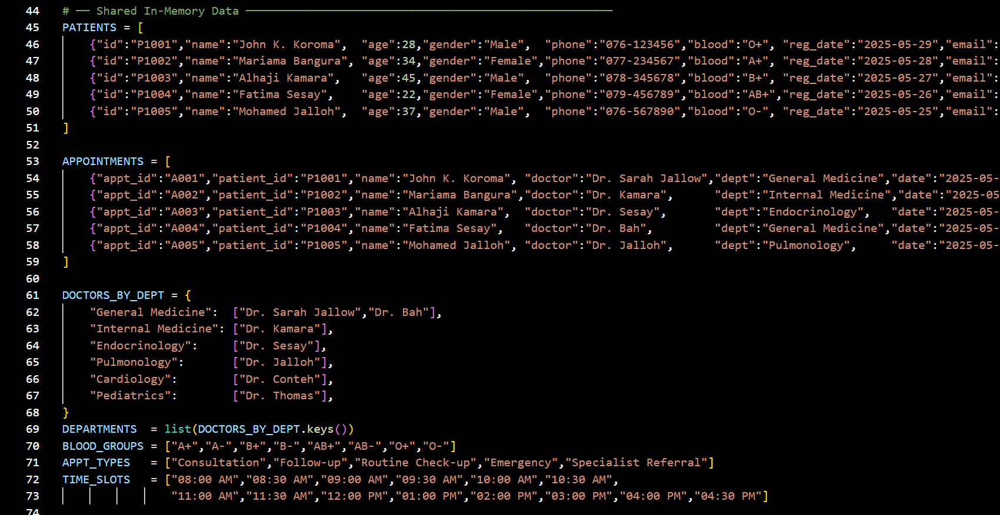 44 # —— Shared In-Memory Data ——————————————————————————————————————————————————————
45 PATIENTS = [
46     {"id":"P1001","name":"John K. Koroma",  "age":28,"gender":"Male",  "phone":"076-123456","blood":"O+", "reg_date":"2025-05-29","email":
47     {"id":"P1002","name":"Mariama Bangura", "age":34,"gender":"Female","phone":"077-234567","blood":"A+", "reg_date":"2025-05-28","email":
48     {"id":"P1003","name":"Alhaji Kamara",   "age":45,"gender":"Male",  "phone":"078-345678","blood":"B+", "reg_date":"2025-05-27","email":
49     {"id":"P1004","name":"Fatima Sesay",    "age":22,"gender":"Female","phone":"079-456789","blood":"AB+","reg_date":"2025-05-26","email":
50     {"id":"P1005","name":"Mohamed Jalloh",  "age":37,"gender":"Male",  "phone":"076-567890","blood":"O-", "reg_date":"2025-05-25","email":
51 ]
52
53 APPOINTMENTS = [
54     {"appt_id":"A001","patient_id":"P1001","name":"John K. Koroma", "doctor":"Dr. Sarah Jallow","dept":"General Medicine","date":"2025-05-
55     {"appt_id":"A002","patient_id":"P1002","name":"Mariama Bangura","doctor":"Dr. Kamara",      "dept":"Internal Medicine","date":"2025-05
56     {"appt_id":"A003","patient_id":"P1003","name":"Alhaji Kamara",  "doctor":"Dr. Sesay",       "dept":"Endocrinology",   "date":"2025-05-
57     {"appt_id":"A004","patient_id":"P1004","name":"Fatima Sesay",   "doctor":"Dr. Bah",         "dept":"General Medicine","date":"2025-05-
58     {"appt_id":"A005","patient_id":"P1005","name":"Mohamed Jalloh", "doctor":"Dr. Jalloh",      "dept":"Pulmonology",     "date":"2025-05-
59 ]
60
61 DOCTORS_BY_DEPT = {
62     "General Medicine":  ["Dr. Sarah Jallow","Dr. Bah"],
63     "Internal Medicine": ["Dr. Kamara"],
64     "Endocrinology":     ["Dr. Sesay"],
65     "Pulmonology":       ["Dr. Jalloh"],
66     "Cardiology":        ["Dr. Conteh"],
67     "Pediatrics":        ["Dr. Thomas"],
68 }
69 DEPARTMENTS  = list(DOCTORS_BY_DEPT.keys())
70 BLOOD_GROUPS = ["A+","A-","B+","B-","AB+","AB-","O+","O-"]
71 APPT_TYPES   = ["Consultation","Follow-up","Routine Check-up","Emergency","Specialist Referral"]
72 TIME_SLOTS   = ["08:00 AM","08:30 AM","09:00 AM","09:30 AM","10:00 AM","10:30 AM",
73                 "11:00 AM","11:30 AM","12:00 PM","01:00 PM","02:00 PM","03:00 PM","04:00 PM","04:30 PM"]
74